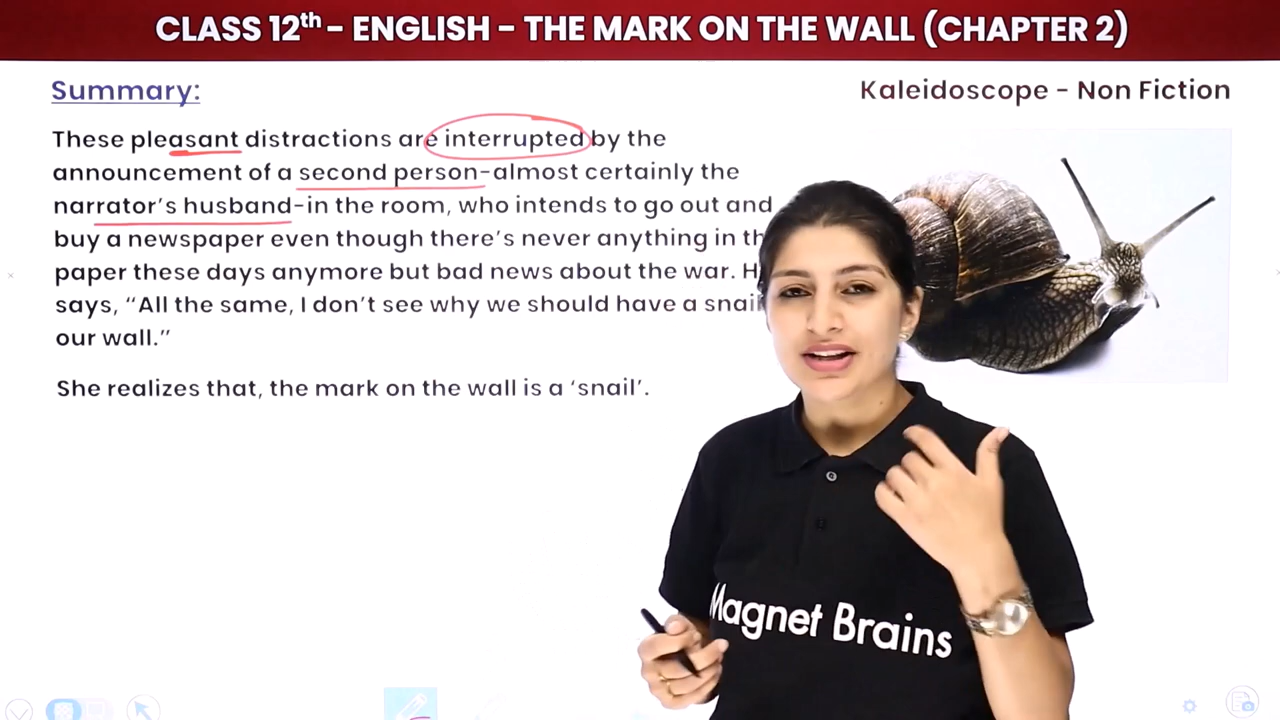 CLASS 12th – ENGLISH – THE MARK ON THE WALL (CHAPTER 2)
Summary:
Kaleidoscope – Non Fiction
These pleasant distractions are interrupted by the
announcement of a second person–almost certainly the
narrator's husband–in the room, who intends to go out and
buy a newspaper even though there's never anything in
paper these days anymore but bad news about the war.
says, “All the same, I don't see why we should have a snail
our wall.”
She realizes that, the mark on the wall is a ‘snail’.
Magnet Brains